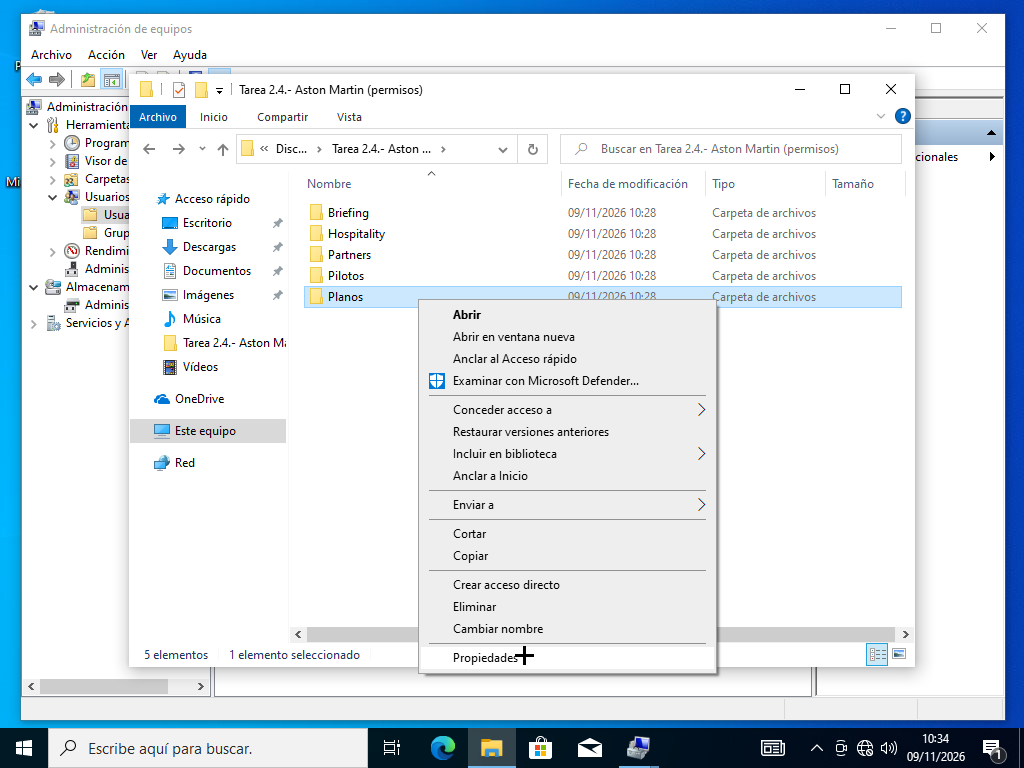 Administración de equipos
Archivo Acción Ver Ayuda
Tarea 2.4.- Aston Martin (permisos)
Archivo Inicio Compartir Vista
« Disc... Tarea 2.4.- Aston ...
Buscar en Tarea 2.4.- Aston Martin (permisos)
Administración
Herramienta
Program
Visor de
Carpetas
Usuarios
Usua
Grup
Rendimi
Adminis
Almacenam
Adminis
Servicios y A
Acceso rápido
Escritorio
Descargas
Documentos
Imágenes
Música
Tarea 2.4.- Aston Ma
Vídeos
OneDrive
Este equipo
Red
Nombre Fecha de modificación Tipo Tamaño
Briefing 09/11/2026 10:28 Carpeta de archivos
Hospitality 09/11/2026 10:28 Carpeta de archivos
Partners 09/11/2026 10:28 Carpeta de archivos
Pilotos 09/11/2026 10:28 Carpeta de archivos
Planos 09/11/2026 10:28 Carpeta de archivos
cionales
Abrir
Abrir en ventana nueva
Anclar al Acceso rápido
Examinar con Microsoft Defender...
Conceder acceso a
Restaurar versiones anteriores
Incluir en biblioteca
Anclar a Inicio
Enviar a
Cortar
Copiar
Crear acceso directo
Eliminar
Cambiar nombre
Propiedades
5 elementos 1 elemento seleccionado
Escribe aquí para buscar.
10:34
09/11/2026
1